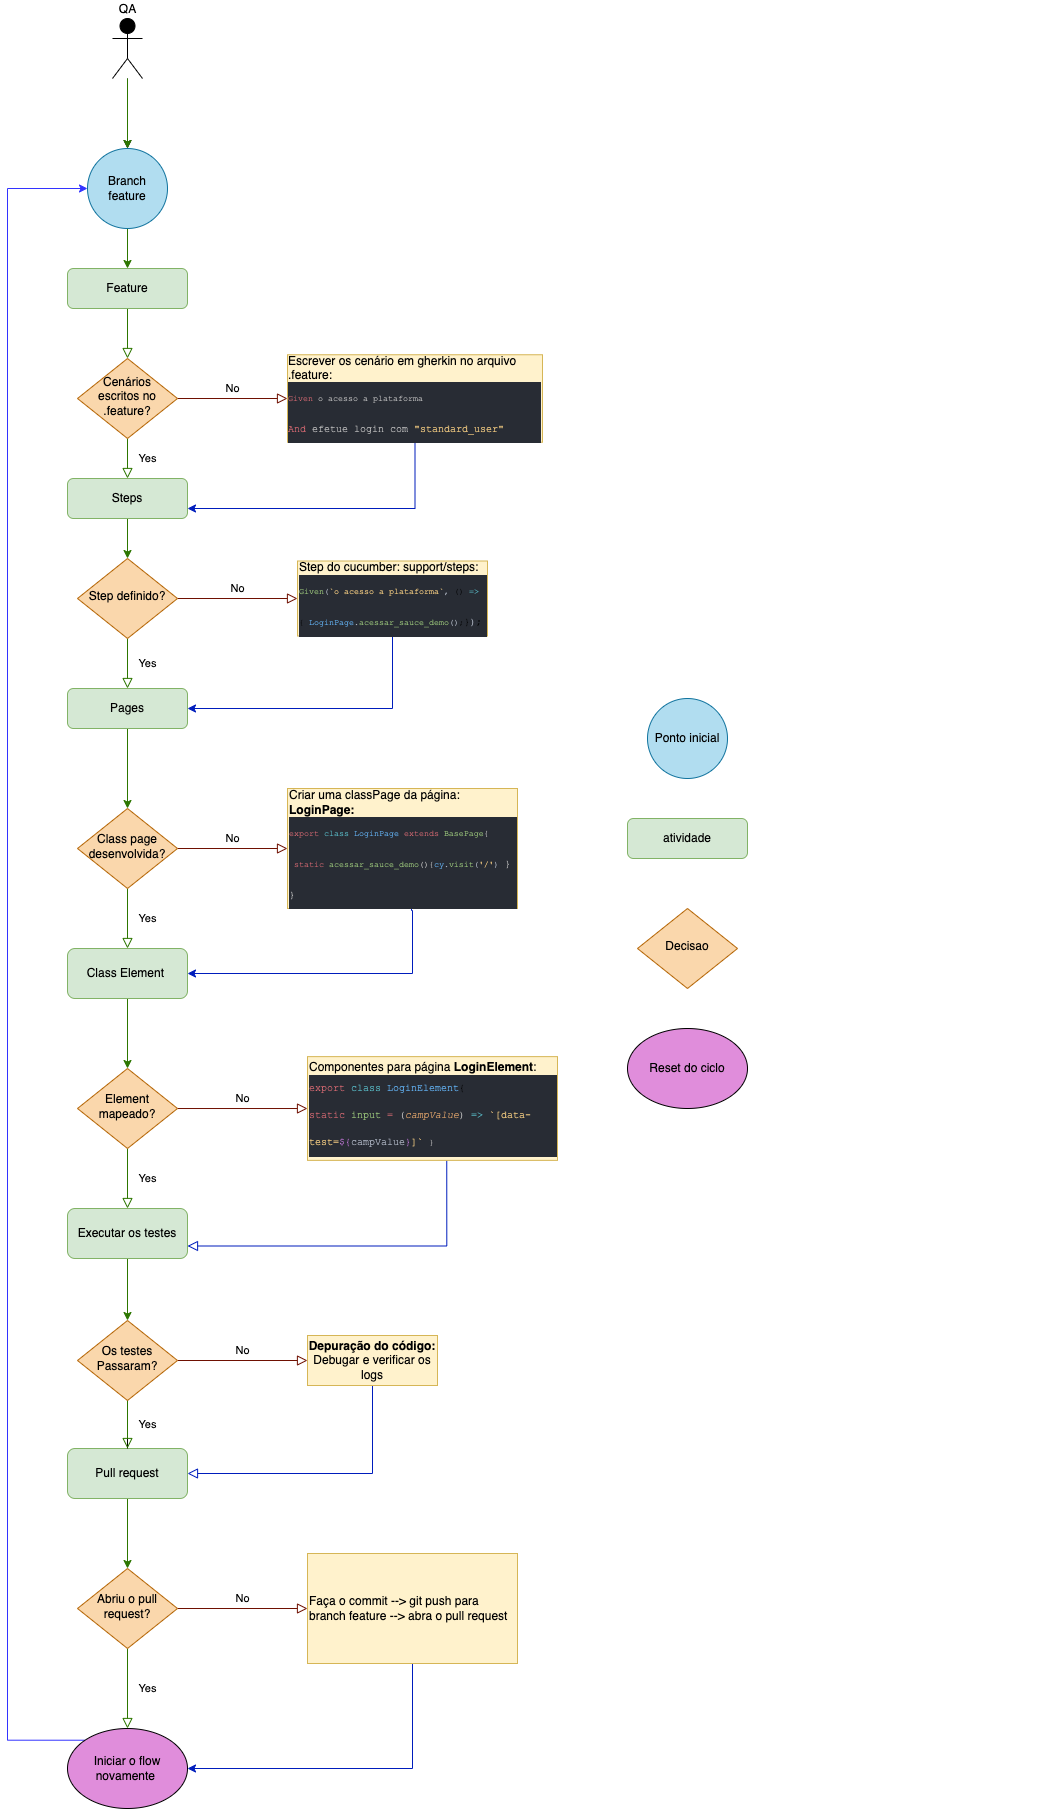 QA
Branch
feature
Feature
Cenários
escritos no
.feature?
No
Escrever os cenário em gherkin no arquivo
.feature:
Given o acesso a plataforma
And efetue login com "standard_user"
Yes
Steps
Step definido?
No
Step do cucumber: support/steps:
Given(`o acesso a plataforma`, () =>
LoginPage.acessar_sauce_demo() });
Yes
Pages
Class page
desenvolvida?
No
Criar uma classPage da página:
LoginPage:
export class LoginPage extends BasePage{
static acessar_sauce_demo(){cy.visit('/') }
}
Yes
Class Element
Element
mapeado?
No
Componentes para página LoginElement:
export class LoginElement
static input = (campValue) => `[data-
test=${campValue}]` }
Yes
Executar os testes
Os testes
Passaram?
No
Depuração do código:
Debugar e verificar os
logs
Yes
Pull request
Abriu o pull
request?
No
Faça o commit --> git push para
branch feature --> abra o pull request
Yes
Iniciar o flow
novamente
Ponto inicial
atividade
Decisao
Reset do ciclo